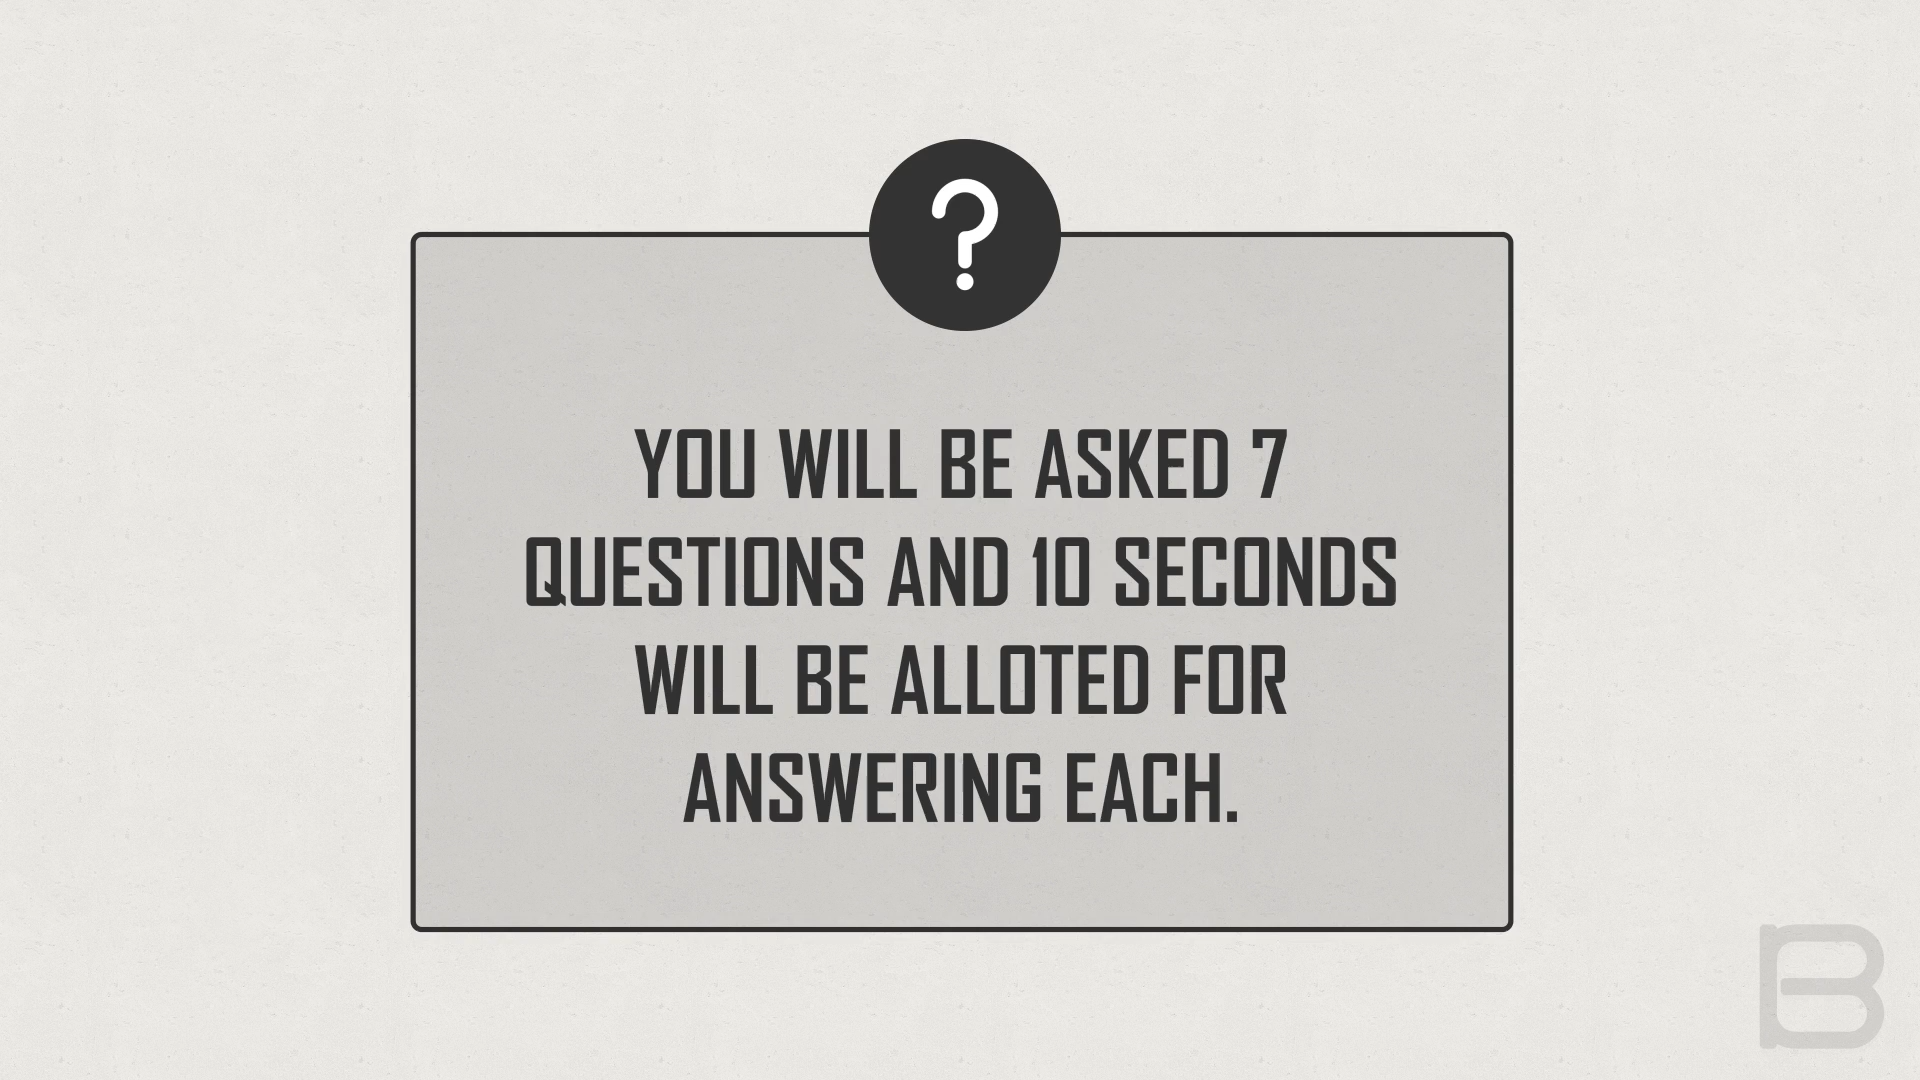 ?
YOU WILL BE ASKED 7
QUESTIONS AND 10 SECONDS
WILL BE ALLOTED FOR
ANSWERING EACH.
B